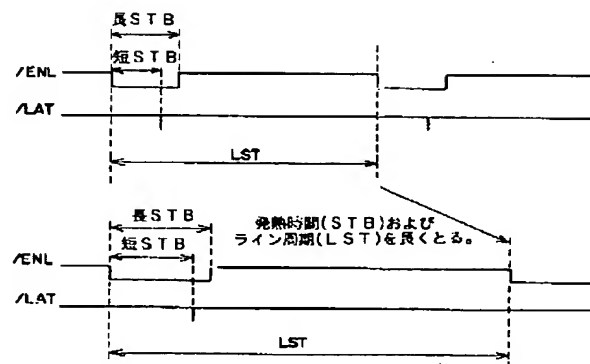 長STB
短STB
/ENL
/LAT
LST
長STB
発熱時間(STB)および
ライン周期(LST)を長くとる。
短STB
/ENL
/LAT
LST